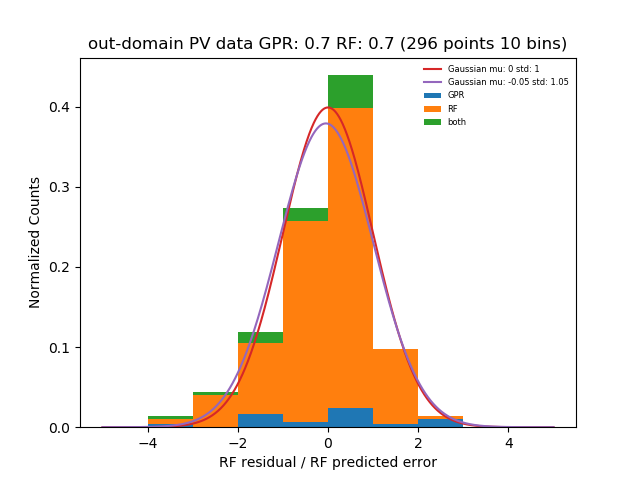 out-domain PV data GPR: 0.7 RF: 0.7 (296 points 10 bins)
Gaussian mu: 0 std: 1
Gaussian mu: -0.05 std: 1.05
GPR
RF
both
Normalized Counts
0.4
0.3
0.2
0.1
0.0
−4
−2
0
2
4
RF residual / RF predicted error